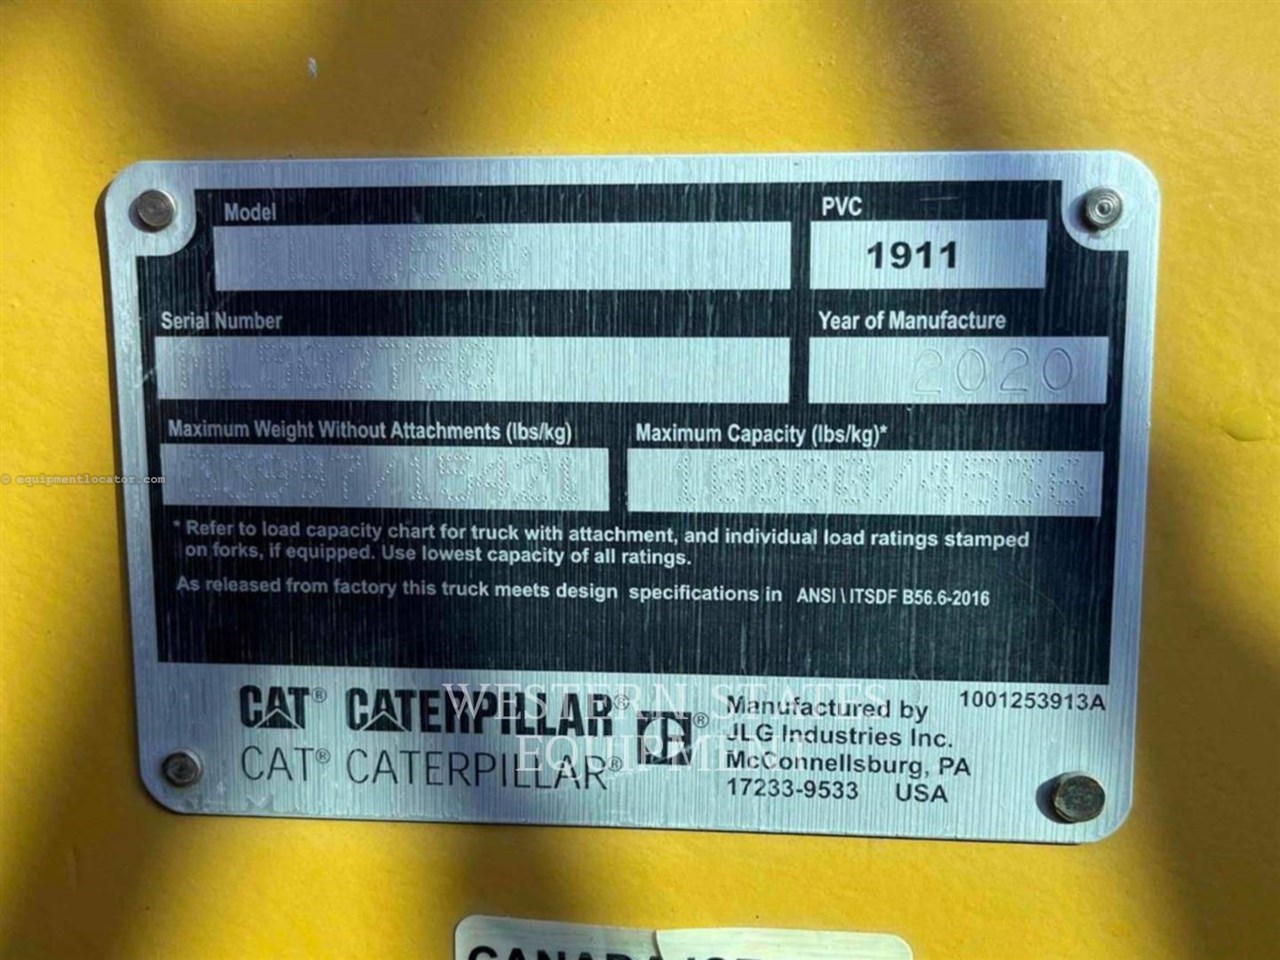 Model
PVC
1911
Serial Number
Year of Manufacture
2020
Maximum Weight Without Attachments (lbs/kg)
Maximum Capacity (lbs/kg)*
10000/4536
* Refer to load capacity chart for truck with attachment, and individual load ratings stamped
on forks, if equipped. Use lowest capacity of all ratings.
As released from factory this truck meets design specifications in ANSI \ ITSDF B56.6-2016
CAT® CATERPILLAR®
CAT® CATERPILLAR®
®
Manufactured by
JLG Industries Inc.
McConnellsburg, PA
17233-9533 USA
1001253913A
WESTERN STATES
EQUIPMENT
© equipmentlocator.com